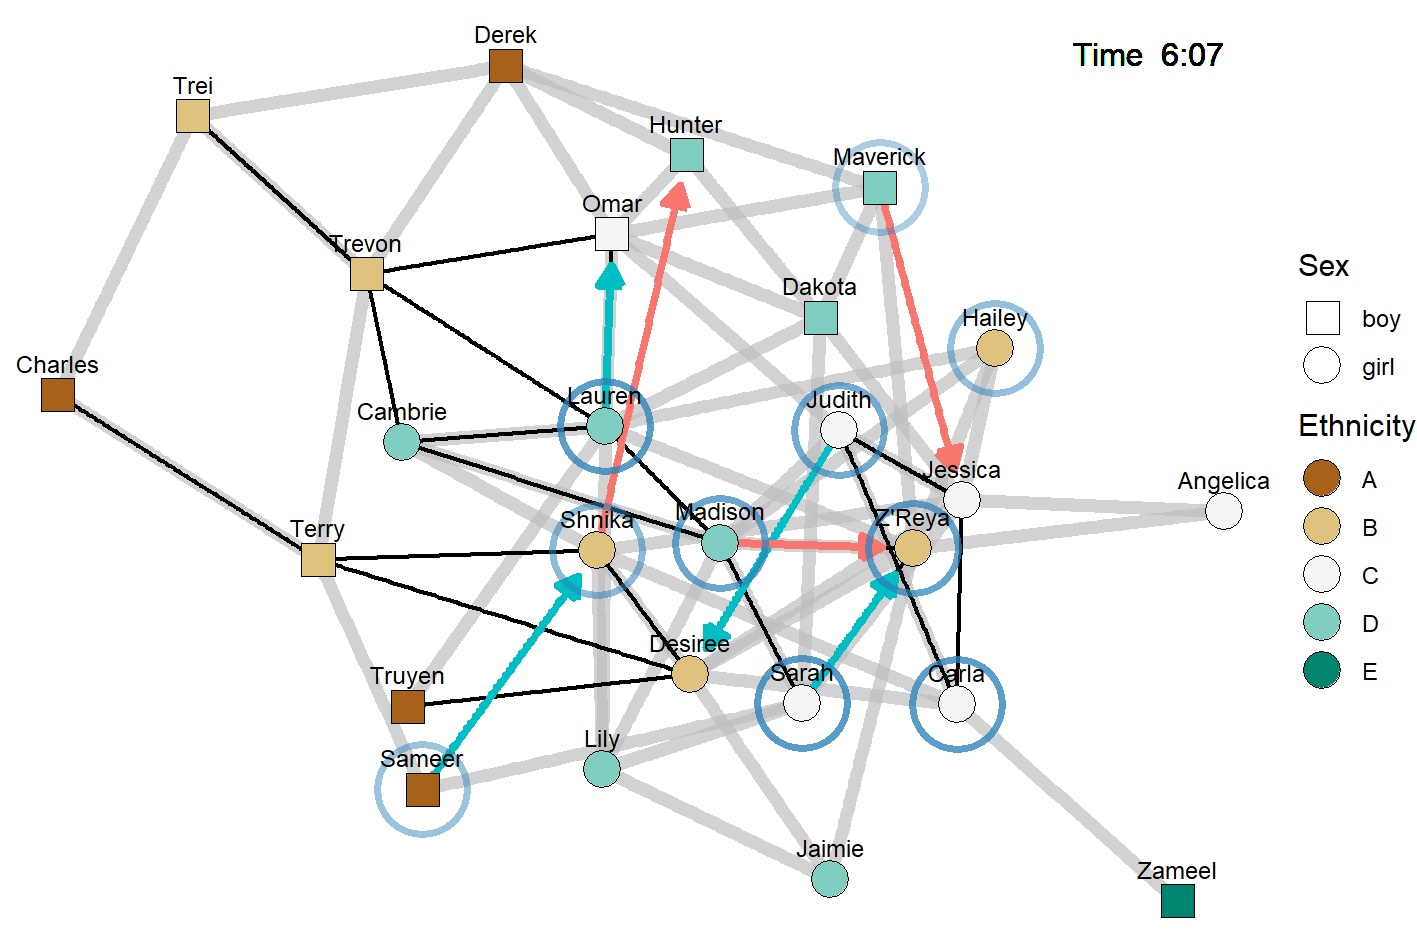 Derek
Time 6:07
Trei
Hunter
Maverick
Omar
Trevon
Dakota
Sex
Hailey
boy
girl
Charles
Lauren
Judith
Cambrie
Ethnicity
Jessica
A
Angelica
Madison
Shnika
Z'Reya
B
Terry
C
D
Desiree
Truyen
Sarah
Carla
E
Lily
Sameer
Jaimie
Zameel